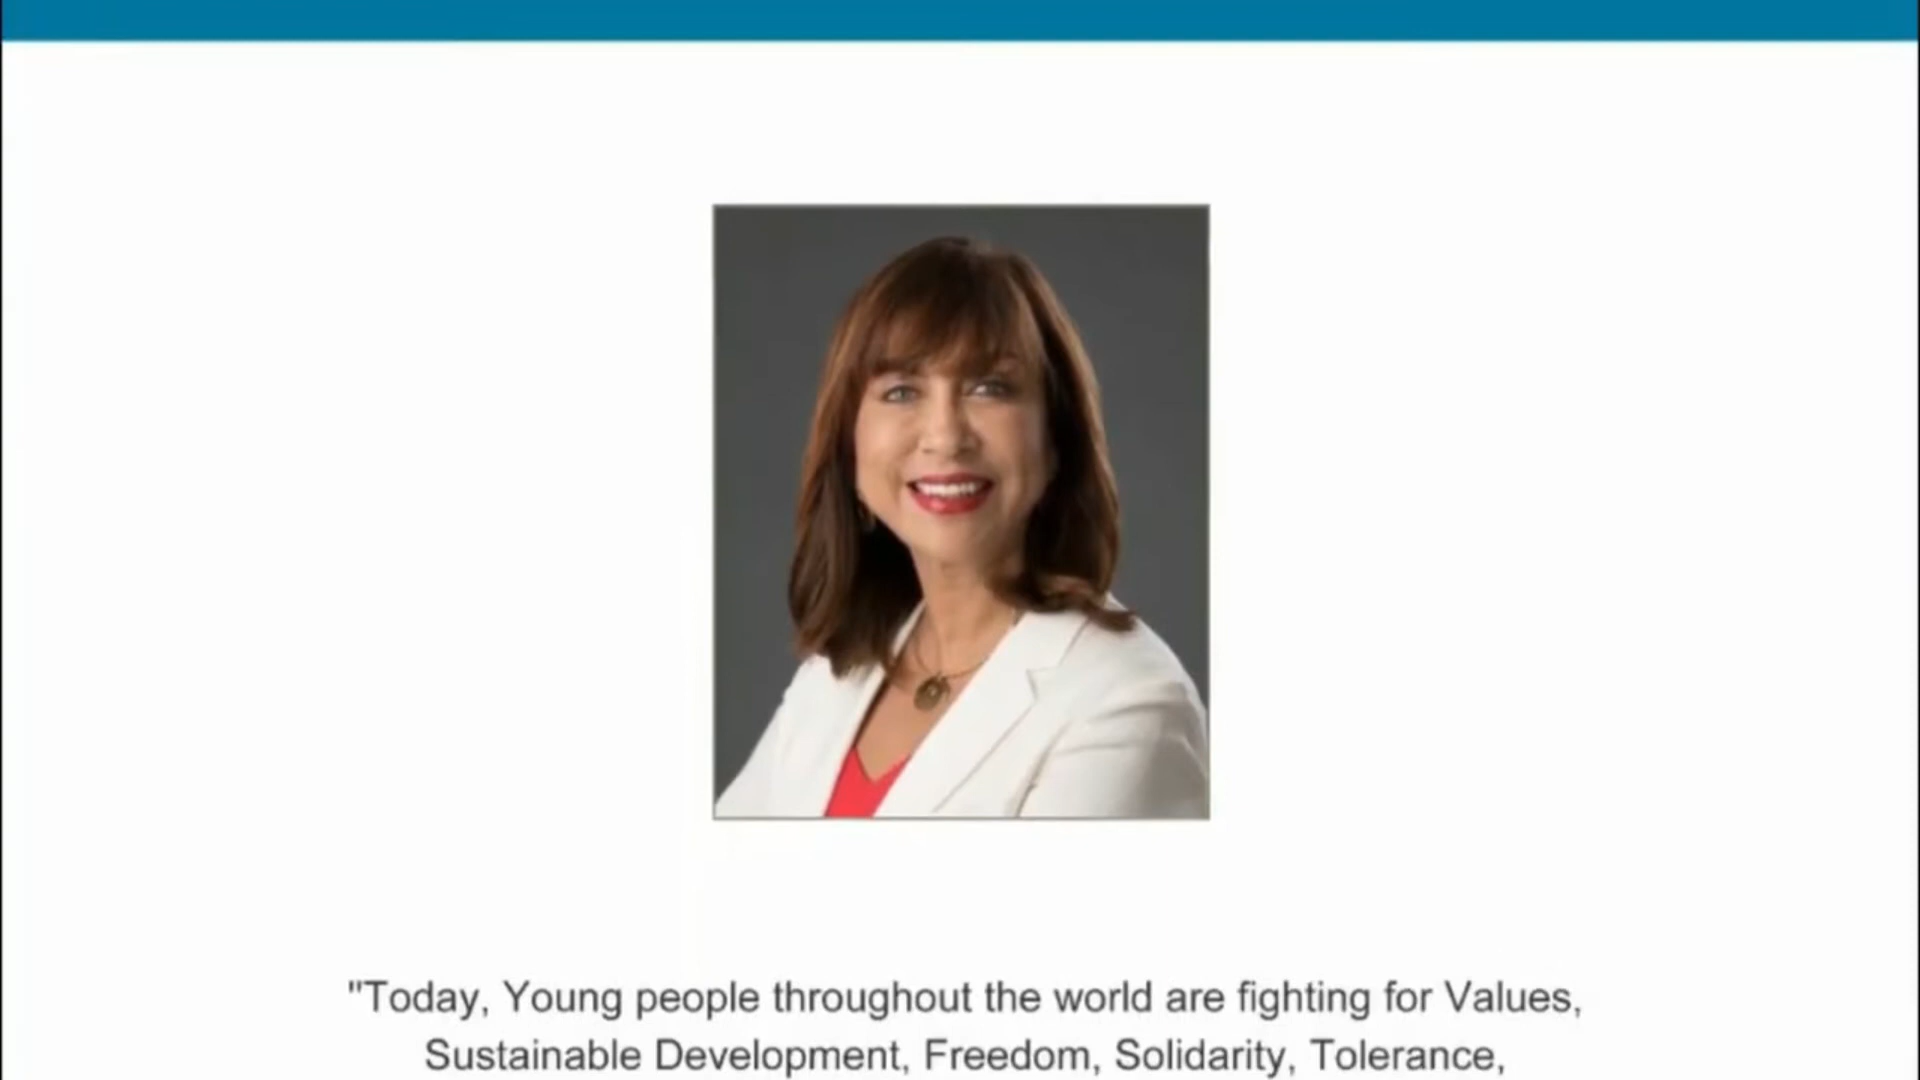 "Today, Young people throughout the world are fighting for Values,
Sustainable Development, Freedom, Solidarity, Tolerance,